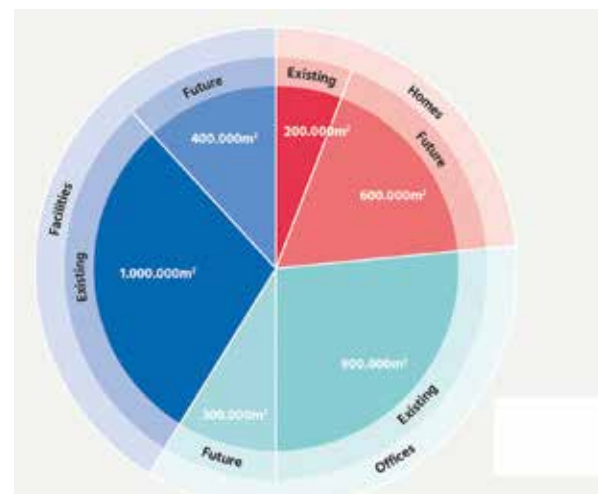 Future
Existing
Homes
400.000m²
200.000m²
Future
600.000m²
Facilities
Existing
1.000.000m²
900.000m²
300.000m²
Existing
Future
Offices